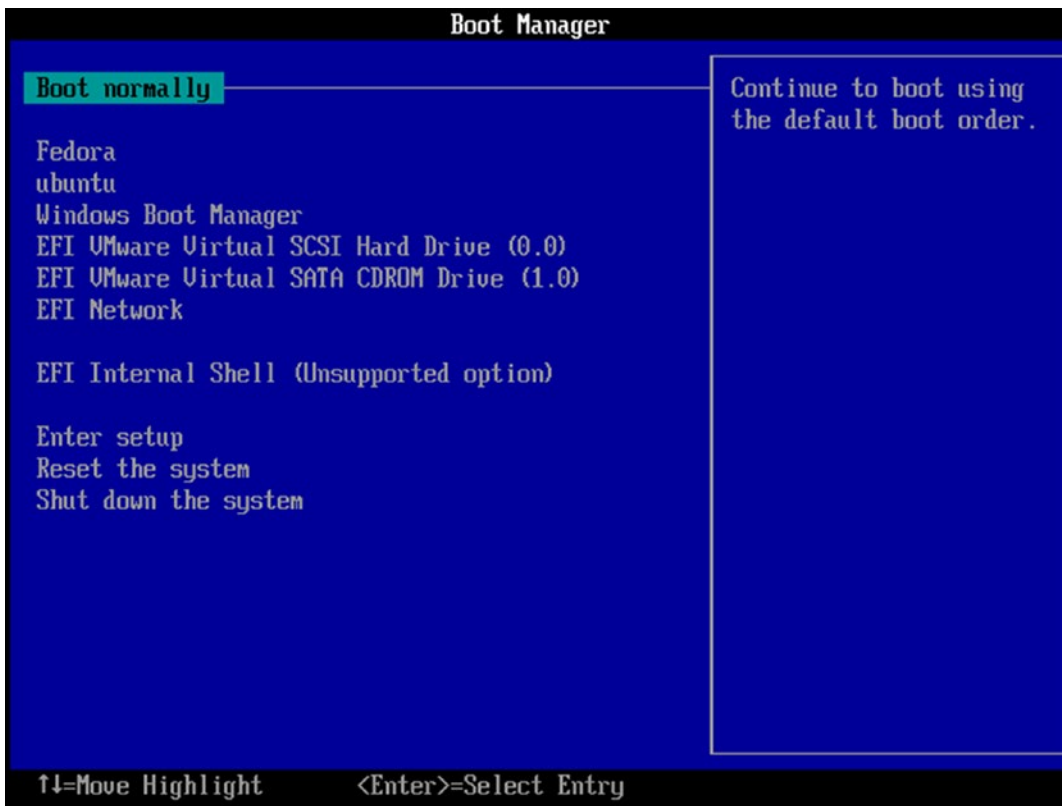 Boot Manager
Boot normally
Continue to boot using
the default boot order.
Fedora
ubuntu
Windows Boot Manager
EFI VMware Virtual SCSI Hard Drive (0.0)
EFI VMware Virtual SATA CDROM Drive (1.0)
EFI Network
EFI Internal Shell (Unsupported option)
Enter setup
Reset the system
Shut down the system
↑↓=Move Highlight <Enter>=Select Entry